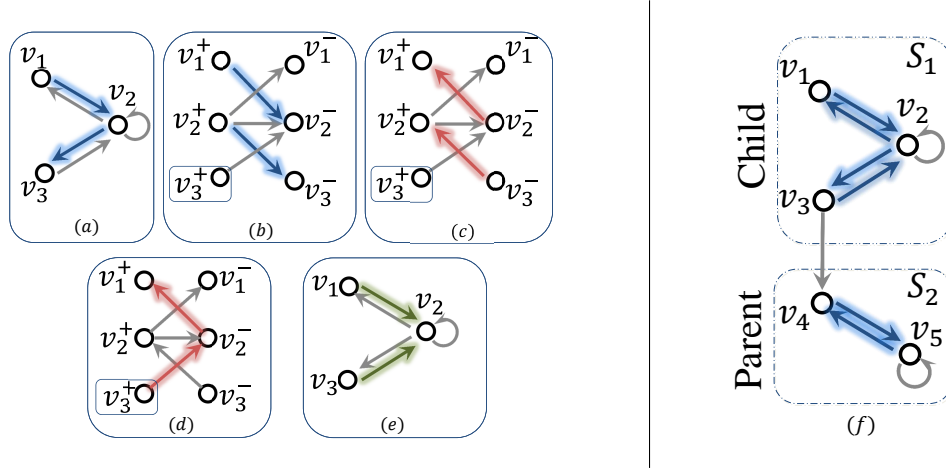 v₁
v₂
v₃
(a)
v₁⁺ v₁⁻
v₂⁺ v₂⁻
v₃⁺ v₃⁻
(b)
v₁⁺ v₁⁻
v₂⁺ v₂⁻
v₃⁺ v₃⁻
(c)
v₁⁺ v₁⁻
v₂⁺ v₂⁻
v₃⁺ v₃⁻
(d)
v₁
v₂
v₃
(e)
Child
S₁
v₁
v₂
v₃
Parent
S₂
v₄
v₅
(f)